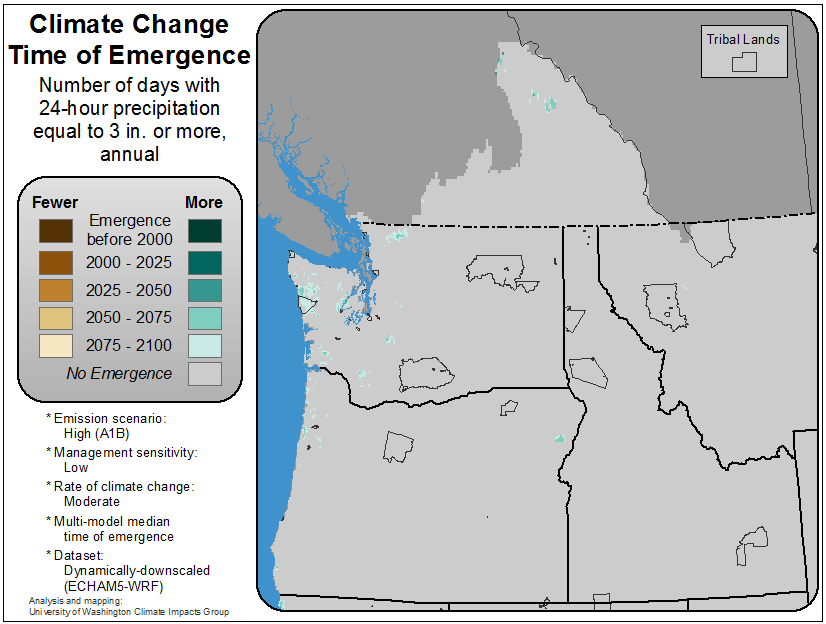 Climate Change
Time of Emergence
Number of days with
24-hour precipitation
equal to 3 in. or more,
annual
Fewer
More
Emergence
before 2000
2000 - 2025
2025 - 2050
2050 - 2075
2075 - 2100
No Emergence
* Emission scenario:
High (A1B)
* Management sensitivity:
Low
* Rate of climate change:
Moderate
* Multi-model median
time of emergence
* Dataset:
Dynamically-downscaled
(ECHAM5-WRF)
Analysis and mapping:
University of Washington Climate Impacts Group
Tribal Lands